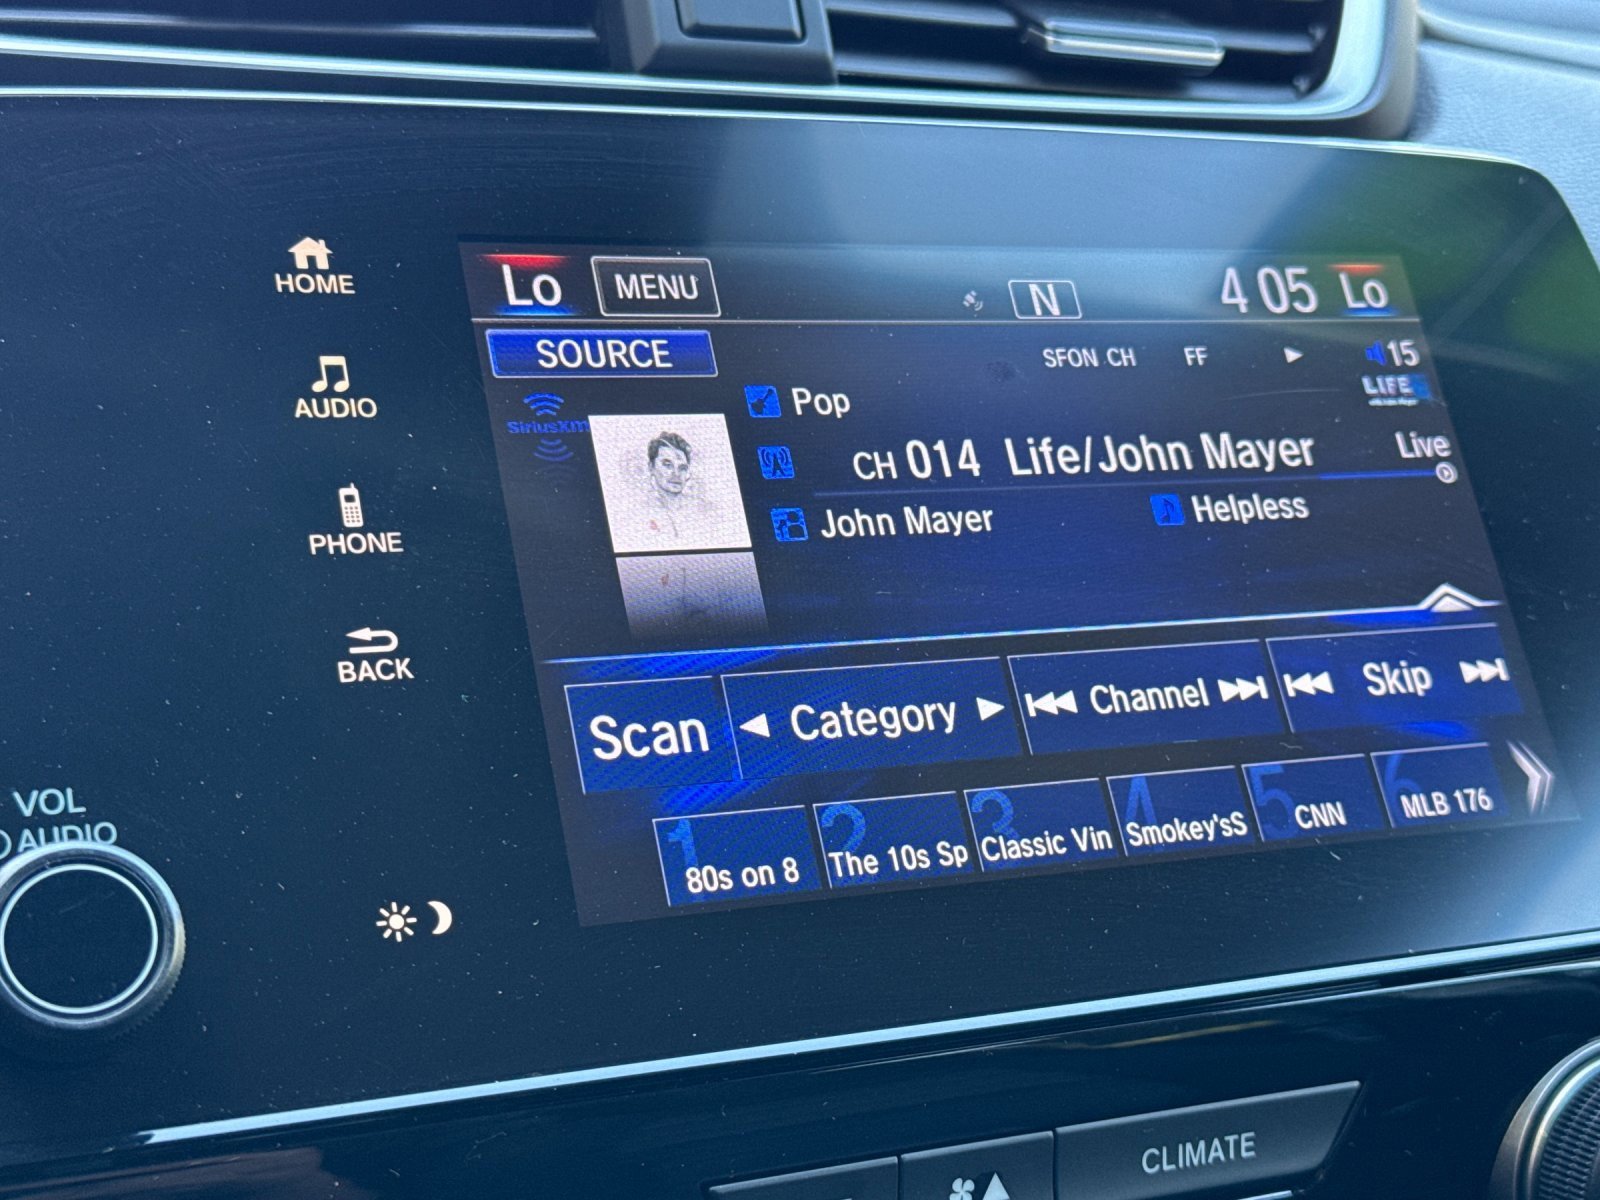 HOME
AUDIO
PHONE
BACK
VOL
AUDIO
Lo
MENU
N
4 05
Lo
SOURCE
SFON CH
FF
15
SiriusXm
LIFE
Pop
CH 014 Life/John Mayer
Live
John Mayer
Helpless
Scan
Category
Channel
Skip
1 80s on 8
2 The 10s Sp
3 Classic Vin
4 Smokey'sS
5 CNN
6 MLB 176
CLIMATE